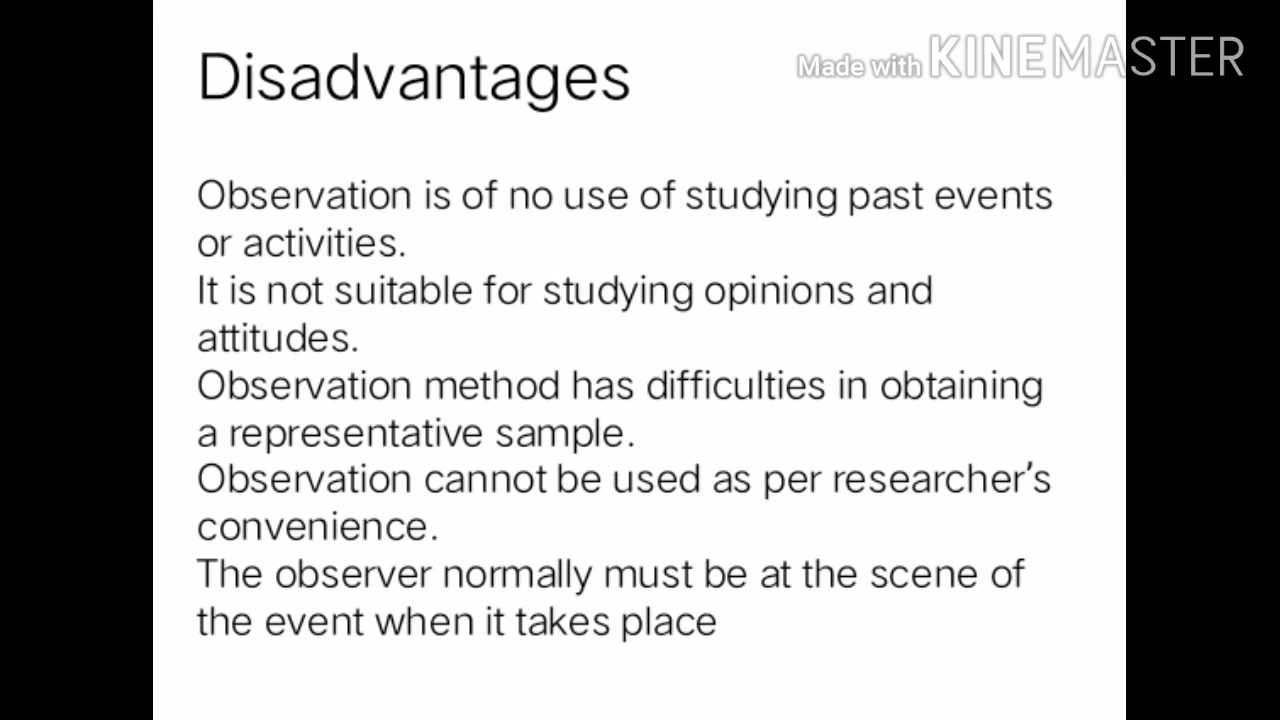 Disadvantages
Made with KINEMASTER
Observation is of no use of studying past events
or activities.
It is not suitable for studying opinions and
attitudes.
Observation method has difficulties in obtaining
a representative sample.
Observation cannot be used as per researcher’s
convenience.
The observer normally must be at the scene of
the event when it takes place